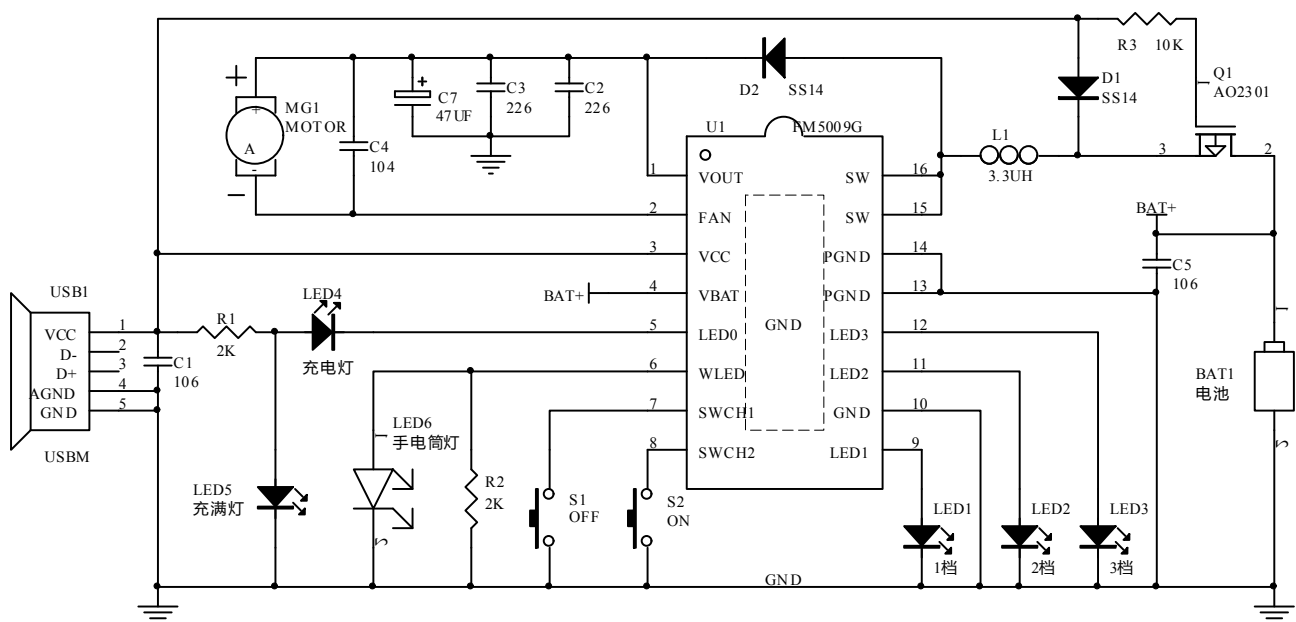 R3 10K
Q1
AO2301
D1
SS14
D2 SS14
C3
226
C2
226
C7
47UF
+
MG1
MOTOR
+
A
-
C4
104
U1 FM5009G
L1
3.3UH
3
2
1
1 VOUT
2 FAN
3 VCC
4 VBAT
5 LED0
6 WLED
7 SWCH1
8 SWCH2
GND
SW 16
SW 15
PGND 14
PGND 13
LED3 12
LED2 11
GND 10
LED1 9
BAT+
BAT+
C5
106
1
BAT1
电池
2
USB1
VCC 1
D- 2
D+ 3
AGND 4
GND 5
USBM
C1
106
R1
2K
LED4
充电灯
LED5
充满灯
LED6
手电筒灯
1
2
R2
2K
S1
OFF
S2
ON
LED1
1档
LED2
2档
LED3
3档
GND